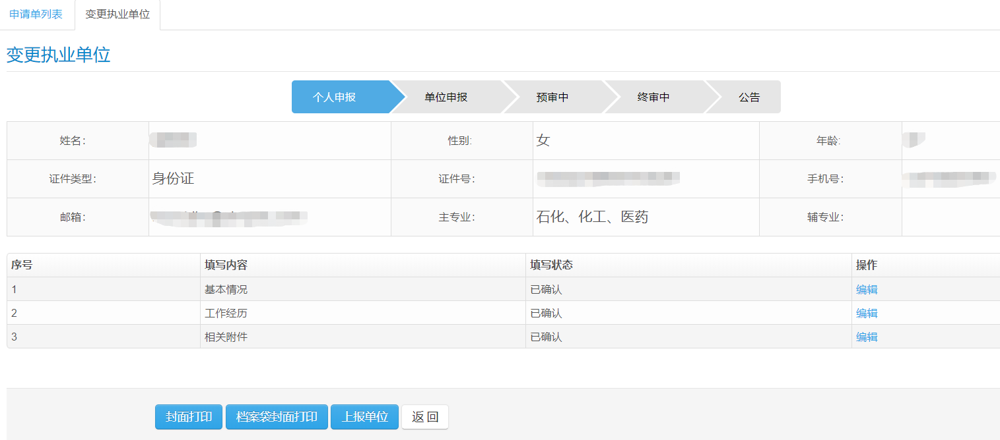 申请单列表 变更执业单位
变更执业单位
个人申报 单位申报 预审中 终审中 公告
姓名: 性别: 女 年龄:
证件类型: 身份证 证件号: 手机号:
邮箱: 主专业: 石化、化工、医药 辅专业:
序号 填写内容 填写状态 操作
1 基本情况 已确认 编辑
2 工作经历 已确认 编辑
3 相关附件 已确认 编辑
封面打印 档案袋封面打印 上报单位 返 回